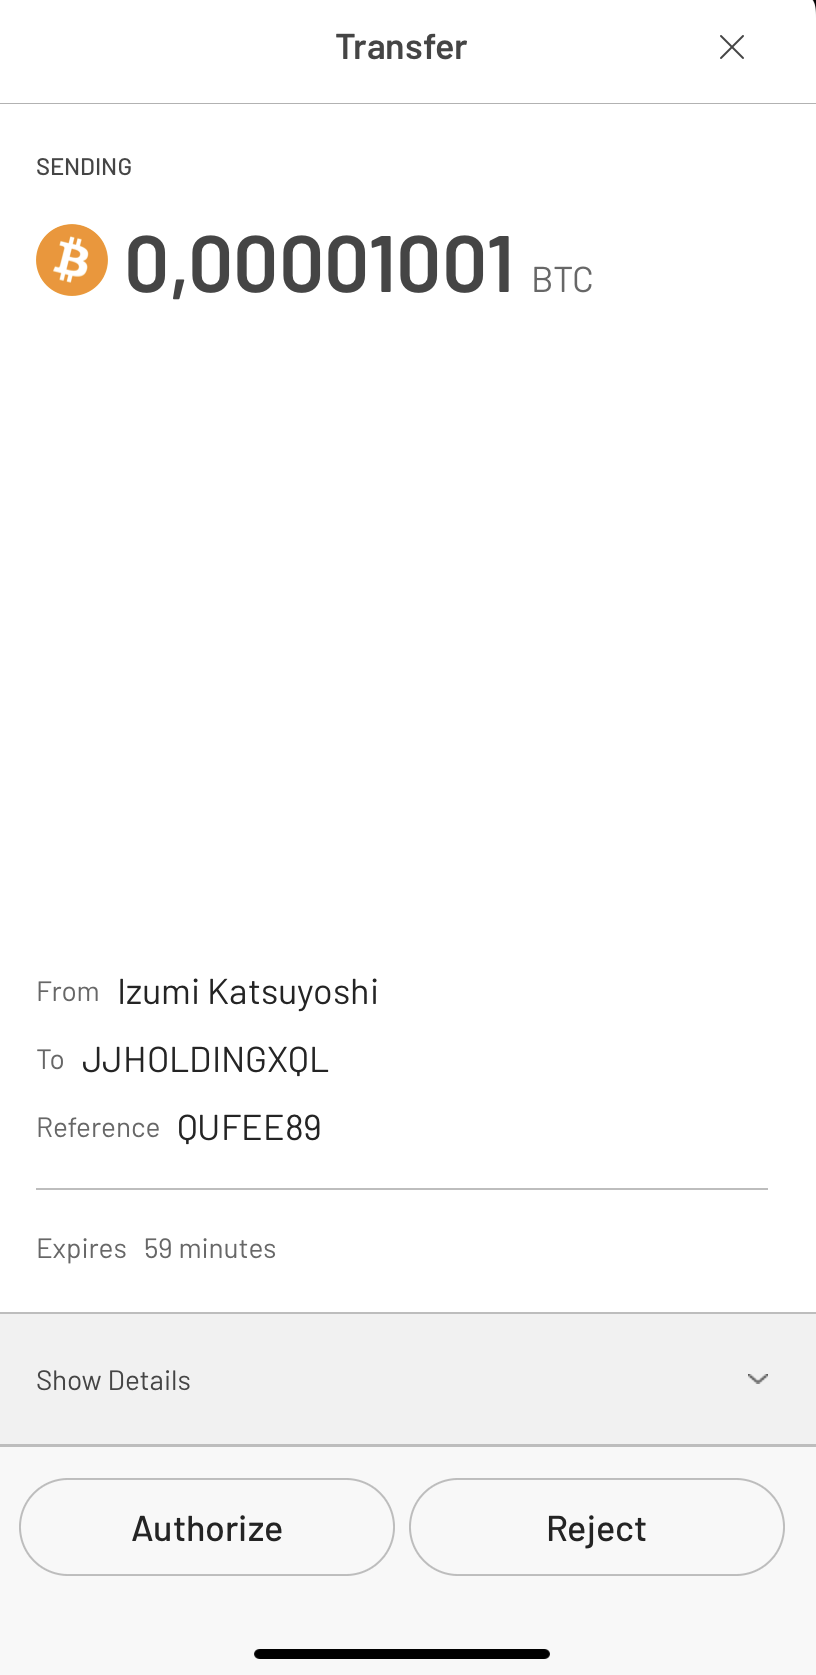 Transfer
SENDING
0,00001001 BTC
From Izumi Katsuyoshi
To JJHOLDINGXQL
Reference QUFEE89
Expires 59 minutes
Show Details
Authorize
Reject